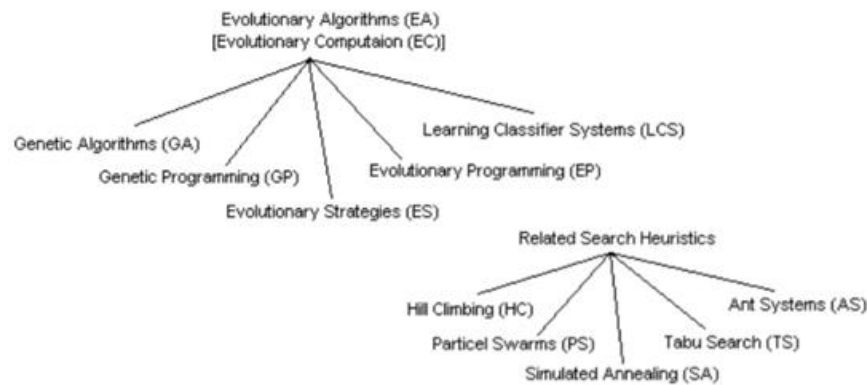 Evolutionary Algorithms (EA)
[Evolutionary Computaion (EC)]
Learning Classifier Systems (LCS)
Genetic Algorithms (GA)
Evolutionary Programming (EP)
Genetic Programming (GP)
Evolutionary Strategies (ES)
Related Search Heuristics
Ant Systems (AS)
Hill Climbing (HC)
Particel Swarms (PS)
Tabu Search (TS)
Simulated Annealing (SA)